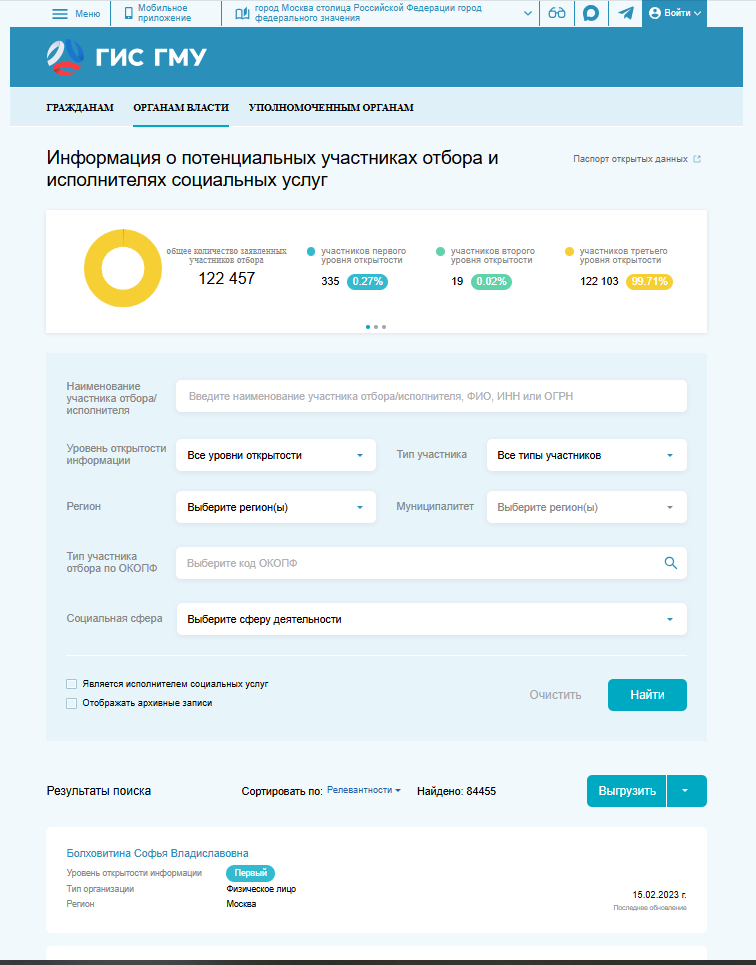 Меню
Мобильное
приложение
город Москва столица Российской Федерации город
федерального значения
Войти
ГИС ГМУ
ГРАЖДАНАМ ОРГАНАМ ВЛАСТИ УПОЛНОМОЧЕННЫМ ОРГАНАМ
Информация о потенциальных участниках отбора и
исполнителях социальных услуг
Паспорт открытых данных
общее количество заявленных
участников отбора
122 457
участников первого
уровня открытости
335 0.27%
участников второго
уровня открытости
19 0.02%
участников третьего
уровня открытости
122 103 99.71%
Наименование
участника отбора/
исполнителя
Введите наименование участника отбора/исполнителя, ФИО, ИНН или ОГРН
Уровень открытости
информации
Все уровни открытости
Тип участника
Все типы участников
Регион
Выберите регион(ы)
Муниципалитет
Выберите регион(ы)
Тип участника
отбора по ОКОПФ
Выберите код ОКОПФ
Социальная сфера
Выберите сферу деятельности
Является исполнителем социальных услуг
Отображать архивные записи
Очистить
Найти
Результаты поиска
Сортировать по: Релевантности
Найдено: 84455
Выгрузить
Болховитина Софья Владиславовна
Уровень открытости информации Первый
Тип организации Физическое лицо
Регион Москва
15.02.2023 г.
Последнее обновление